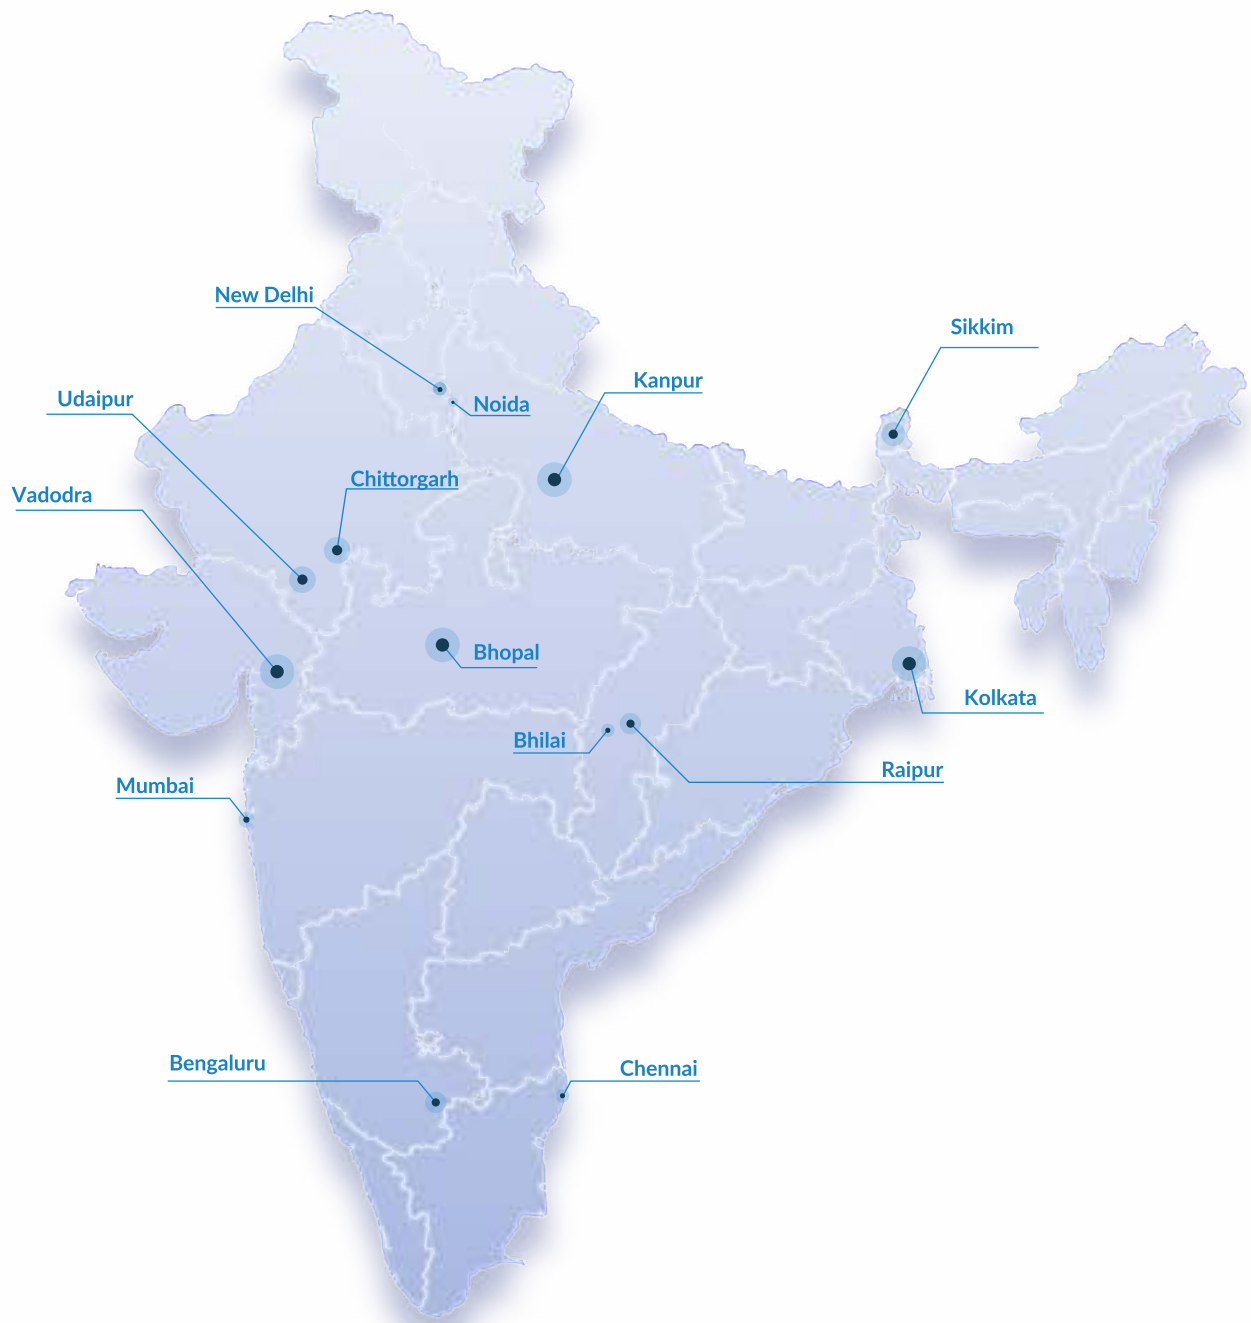 New Delhi
Sikkim
Kanpur
Udaipur
Noida
Chittorgarh
Vadodra
Bhopal
Kolkata
Bhilai
Raipur
Mumbai
Bengaluru
Chennai